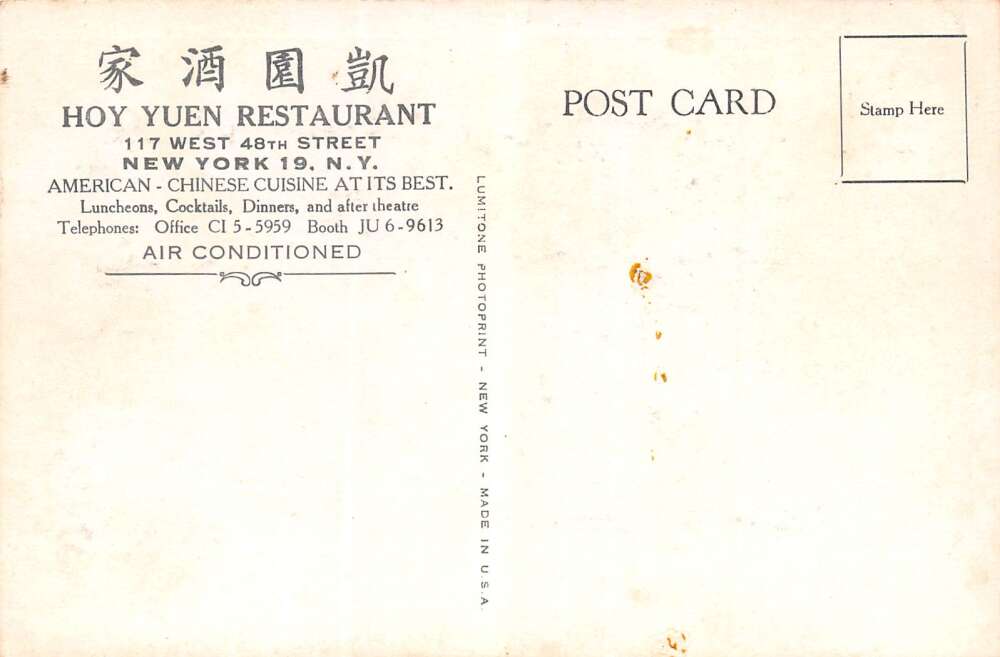 家酒園凱
HOY YUEN RESTAURANT
117 WEST 48TH STREET
NEW YORK 19, N.Y.
AMERICAN - CHINESE CUISINE AT ITS BEST.
Luncheons, Cocktails, Dinners, and after theatre
Telephones: Office CI 5-5959 Booth JU 6-9613
AIR CONDITIONED
LUMITONE PHOTOPRINT - NEW YORK - MADE IN U.S.A.
POST CARD
Stamp Here